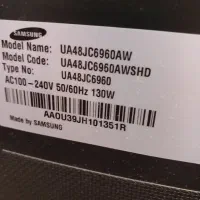 SAMSUNG
Model Name: UA48JC6960AW
Model Code: UA48JC6960AWSHD
Type No: UA48JC6960
AC100 - 240V 50/60Hz 130W
AAOU39JH101351R
Made by SAMSUNG